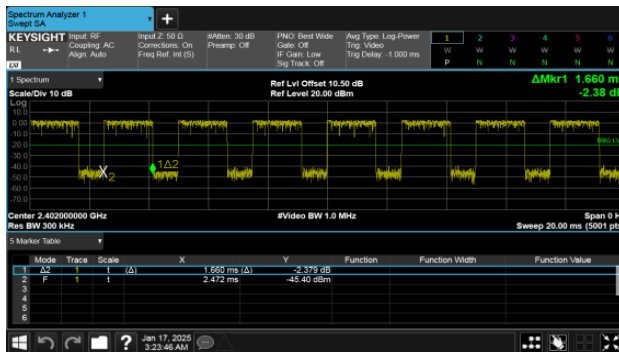 Spectrum Analyzer 1
Swept SA
KEYSIGHT Input: RF Input Z: 50 Ω #Atten: 30 dB PNO: Best Wide Avg Type: Log-Power 1 2 3 4 5 6
RL Coupling: AC Corrections: On Preamp: Off Gate: Off Trig: Video W W W W W W
Align: Auto Freq Ref: Int (S) IF Gain: Low Trig Delay: -1.000 ms P N N N N N
LXI Sig Track: Off
1 Spectrum Ref Lvl Offset 10.50 dB ΔMkr1 1.660 m
Scale/Div 10 dB Ref Level 20.00 dBm -2.38 d
Log
10.0
0.00
-10.0
-20.0 TRIG LV
-30.0
-40.0
-50.0 X2 1Δ2
-60.0
-70.0
Center 2.402000000 GHz #Video BW 1.0 MHz Span 0 H
Res BW 300 kHz Sweep 20.00 ms (5001 pts
5 Marker Table
Mode Trace Scale X Y Function Function Width Function Value
1 Δ2 1 t (Δ) 1.660 ms (Δ) -2.379 dB
2 F 1 t 2.472 ms -45.40 dBm
3
4
5
6
? Jan 17, 2025
3:23:46 AM